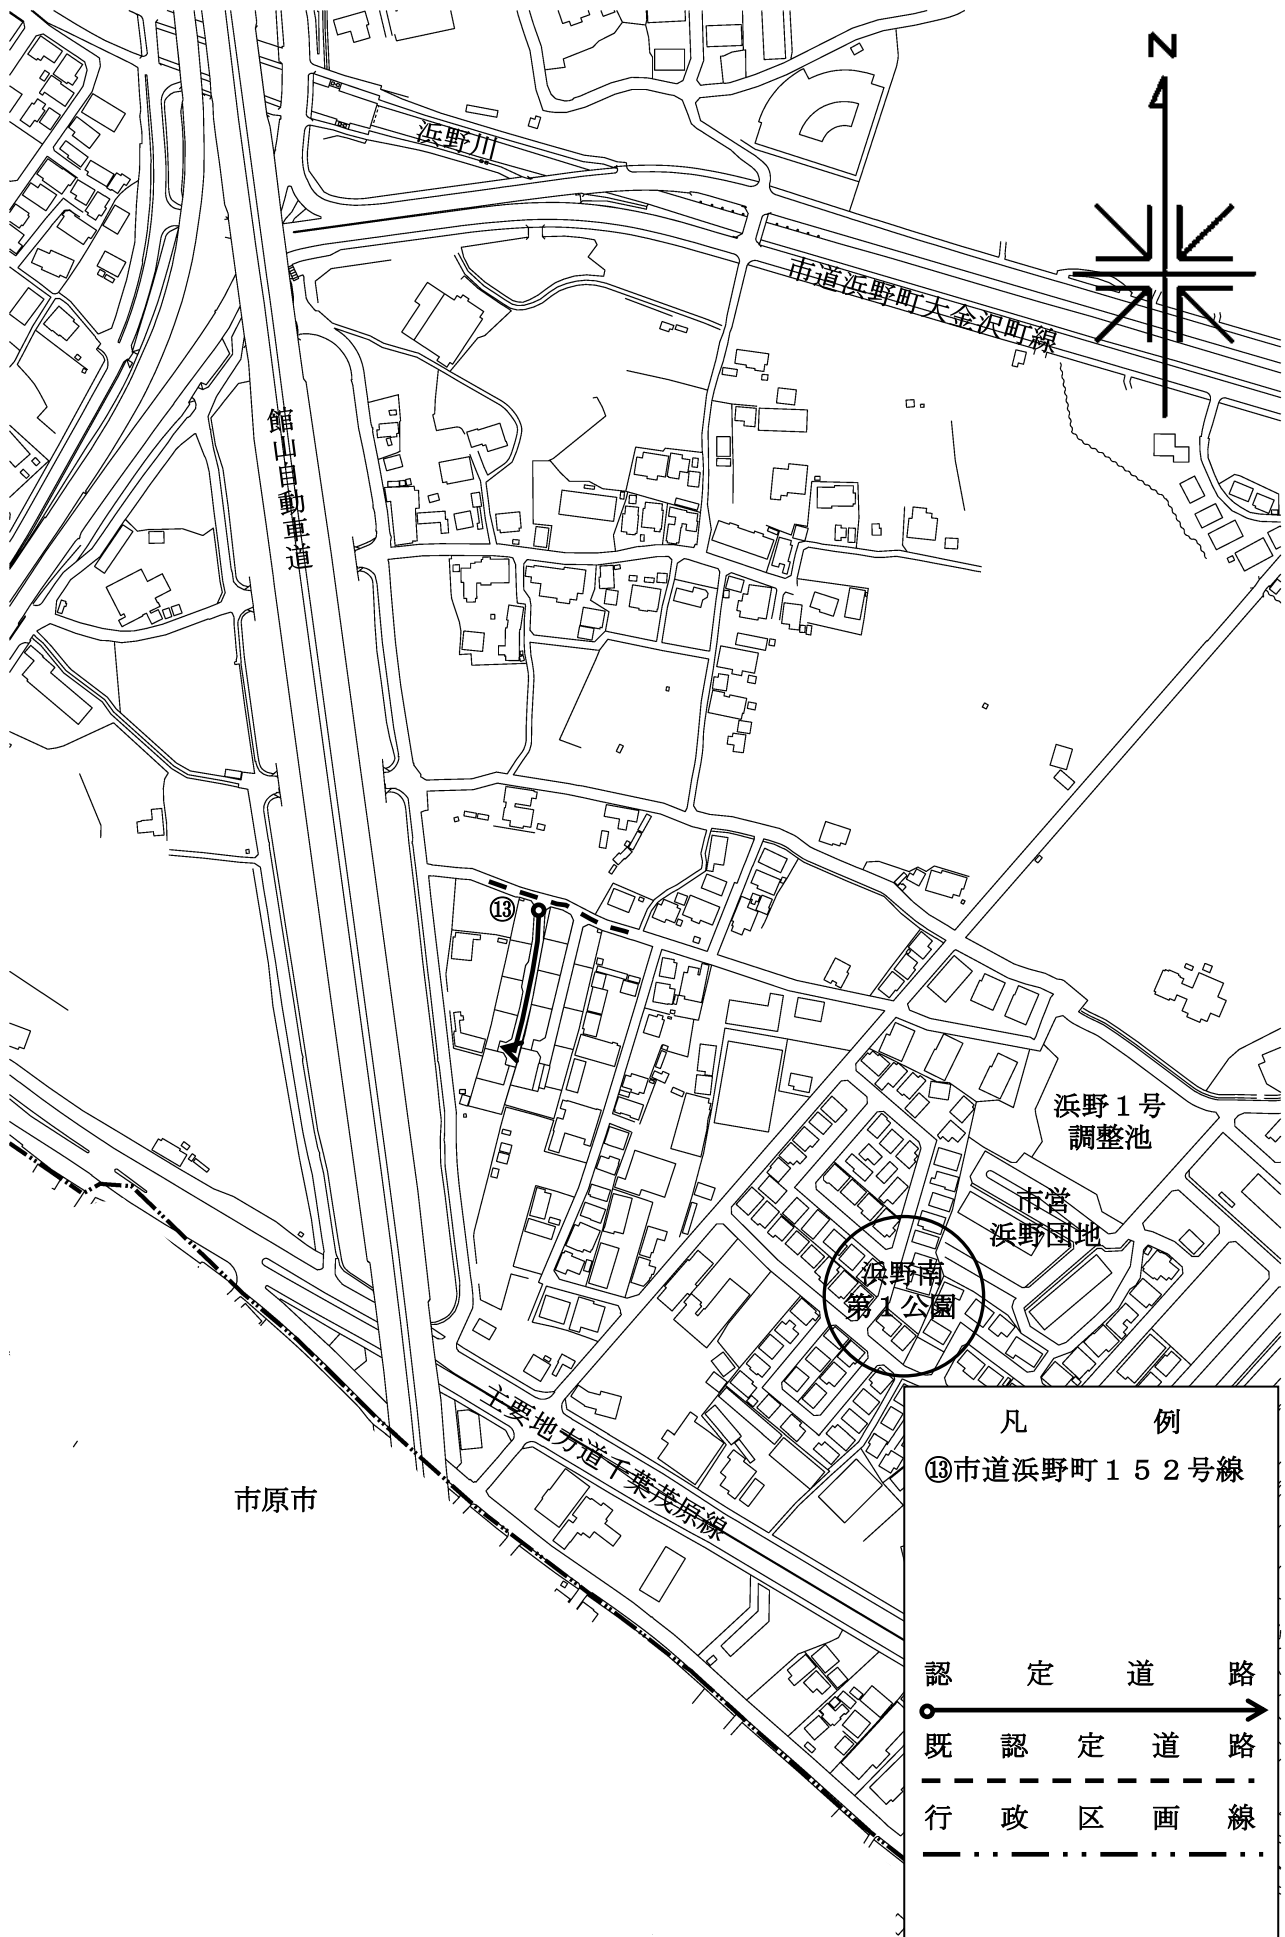 N
浜野川
市道浜野町大金沢町線
館山自動車道
⑬
浜野1号
調整池
市営
浜野団地
浜野南
第1公園
主要地方道千葉茂原線
市原市
凡例
⑬市道浜野町152号線
認定道路
既認定道路
行政区画線